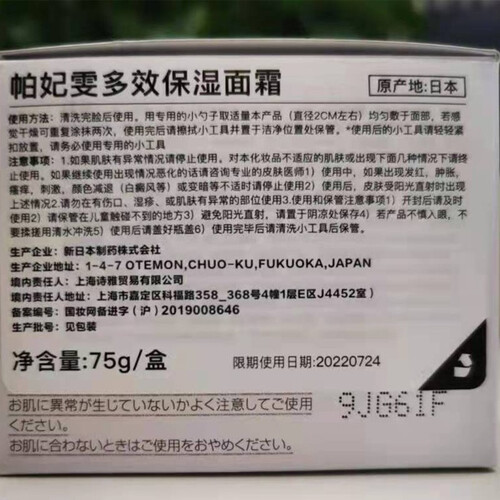 帕妃雯多效保湿面霜
原产地:日本
使用方法：清洗完脸后使用。用专用的小勺子取适量本产品（直径2CM左右）均匀敷于面部，若感
觉干燥可重复涂抹两次，使用完后请擦拭小工具并置于洁净位置处保管。*使用后的小工具请轻轻紧
扣放置，请务必使用专用的小工具
注意事项：1.如果肌肤有异常情况请停止使用。对本化妆品不适应的肌肤或出现下面几种情况下请终
止使用。如果继续使用出现情况恶化的话请咨询专业的皮肤医师1）使用中，如果出现发红，肿胀，
瘙痒，刺激，颜色减退（白癜风等）或变暗等不适时请停止使用2）使用后，皮肤受阳光直射时出现
上述情况2.请勿在有伤口、湿疹、或肌肤有异常的部位使用3.使用和保管注意事项1）开封后请及时
使用2）请保管在儿童触碰不到的地方3）避免阳光直射，请置于阴凉处保存4）若产品不慎入眼，不
要揉搓用清水冲洗5）使用后请盖好瓶盖6）使用完毕后请清洗小工具后保管。
生产企业：新日本制药株式会社
生产企业地址：1-4-7 OTEMON,CHUO-KU,FUKUOKA,JAPAN
境内责任人：上海诗雅贸易有限公司
境内责任人地址：上海市嘉定区科福路358_368号4幢1层E区J4452室）
备案编号：国妆网备进字（沪）2019008646
生产批号：见包装
净含量:75g/盒
限期使用日期:20220724
お肌に異常が生じていないかよく注意してご使用
ください。
お肌に合わないときはご使用をおやめください。
9JG61F